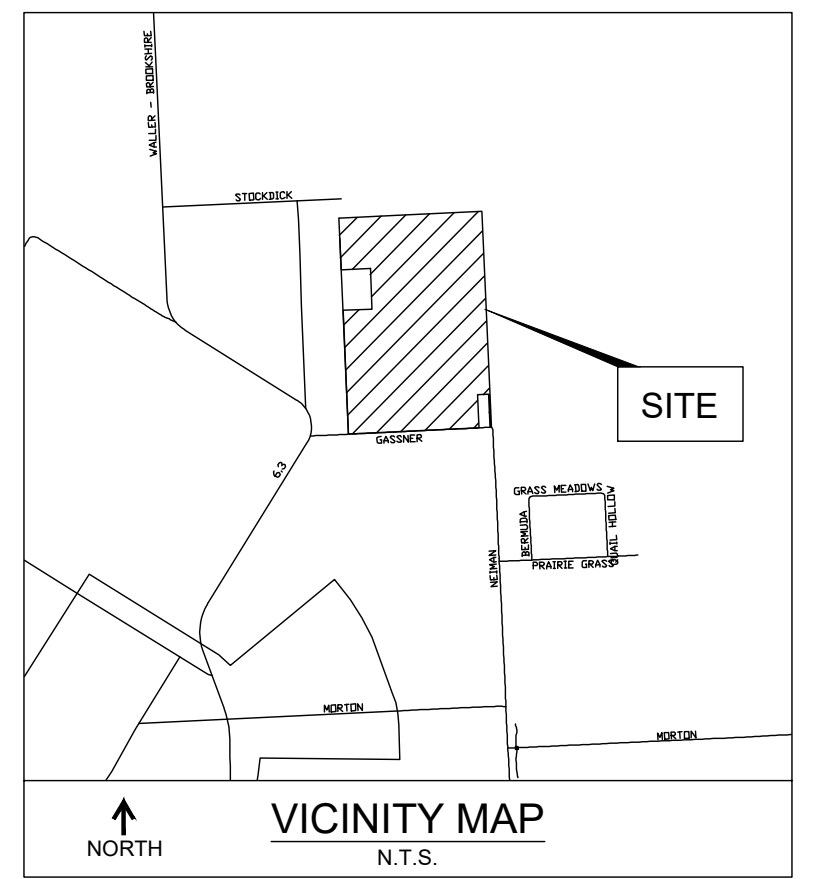 WALLER - BROOKSHIRE
STOCKDICK
SITE
GASSNER
6.3
GRASS MEADOWS
BERMUDA
QUAIL HOLLOW
NEIMAN
PRAIRIE GRASS
MORTON
MORTON
NORTH
VICINITY MAP
N.T.S.